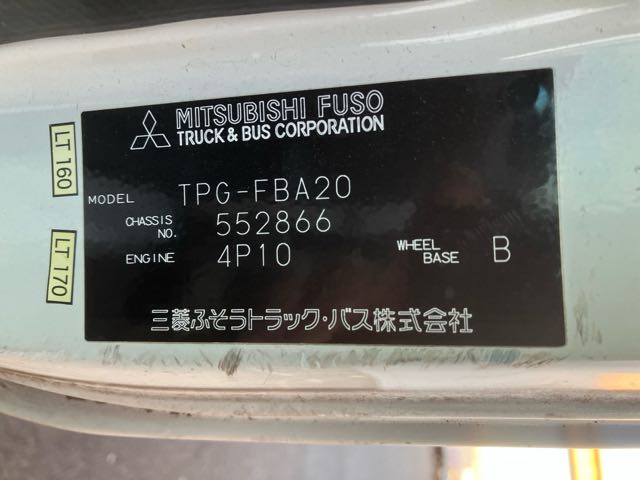 MITSUBISHI FUSO
TRUCK & BUS CORPORATION
LT 160
MODEL TPG-FBA20
CHASSIS NO. 552866
ENGINE 4P10 WHEEL BASE B
LT 170
三菱ふそうトラック・バス株式会社